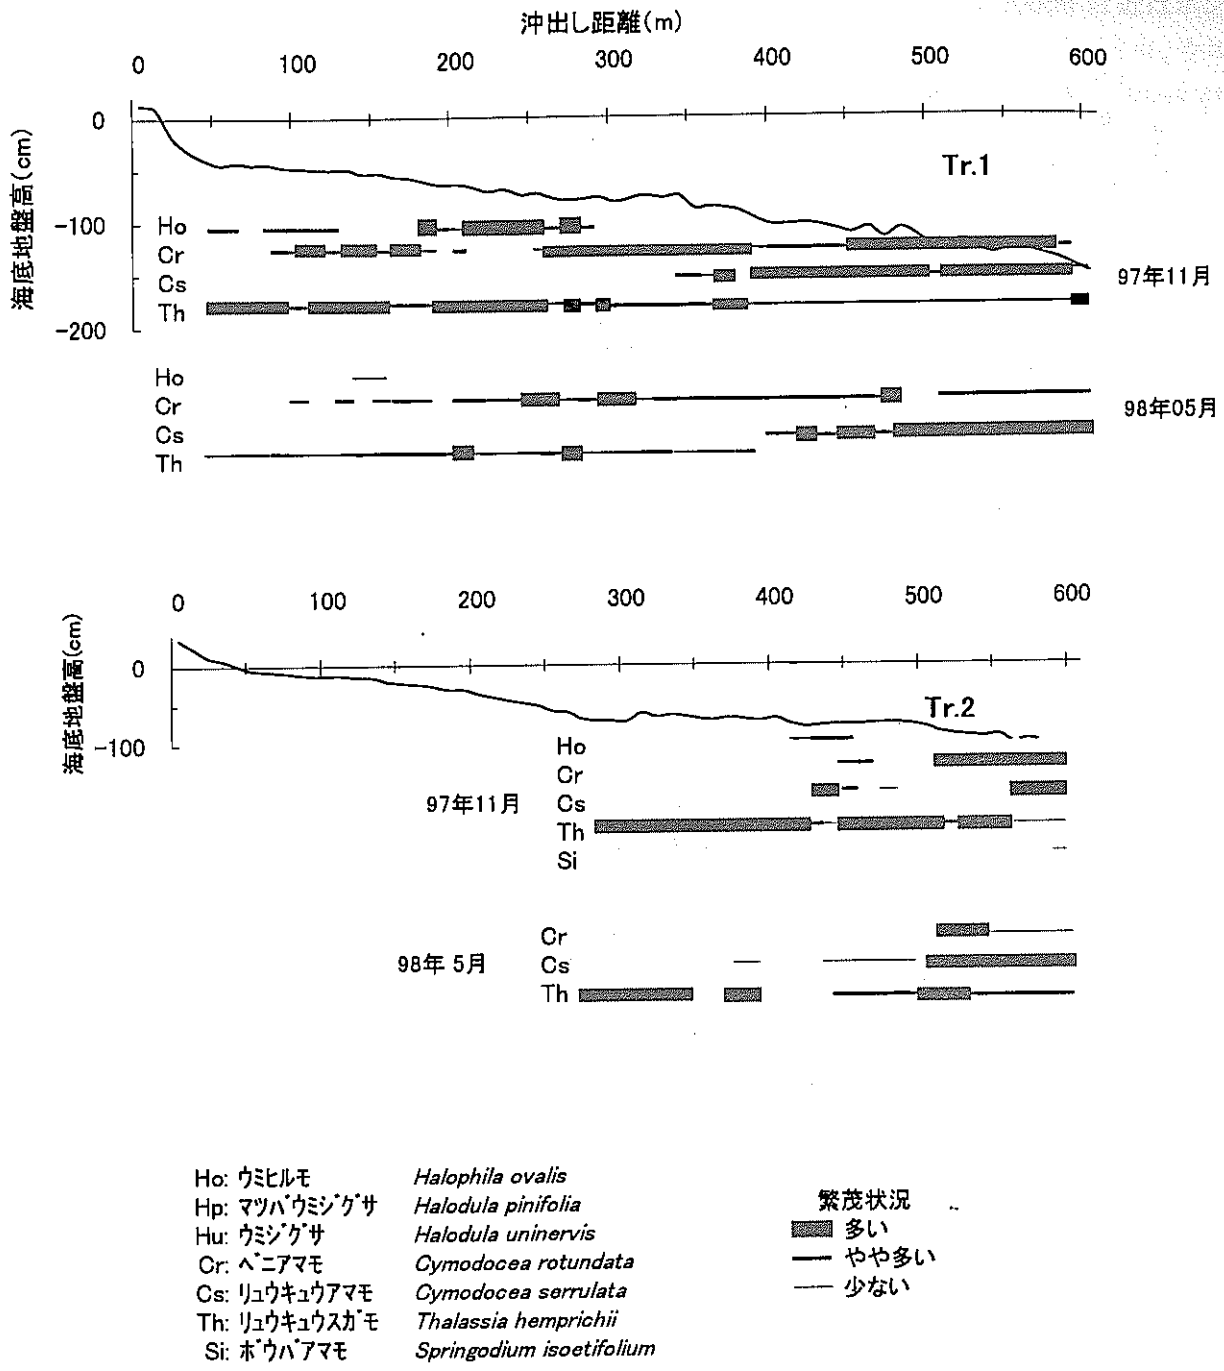 沖出し距離(m)
0 100 200 300 400 500 600
海底地盤高(cm)
0
-100
-200
Tr.1
Ho
Cr
Cs
Th
97年11月
Ho
Cr
Cs
Th
98年05月
0 100 200 300 400 500 600
海底地盤高(cm)
0
-100
Tr.2
Ho
Cr
Cs
Th
Si
97年11月
Cr
Cs
Th
98年 5月
Ho: ウミヒルモ Halophila ovalis
Hp: マツバウミジグサ Halodula pinifolia
Hu: ウミジグサ Halodula uninervis
Cr: ベニアマモ Cymodocea rotundata
Cs: リュウキュウアマモ Cymodocea serrulata
Th: リュウキュウスガモ Thalassia hemprichii
Si: ボウバアマモ Springodium isoetifolium
繁茂状況
多い
やや多い
少ない